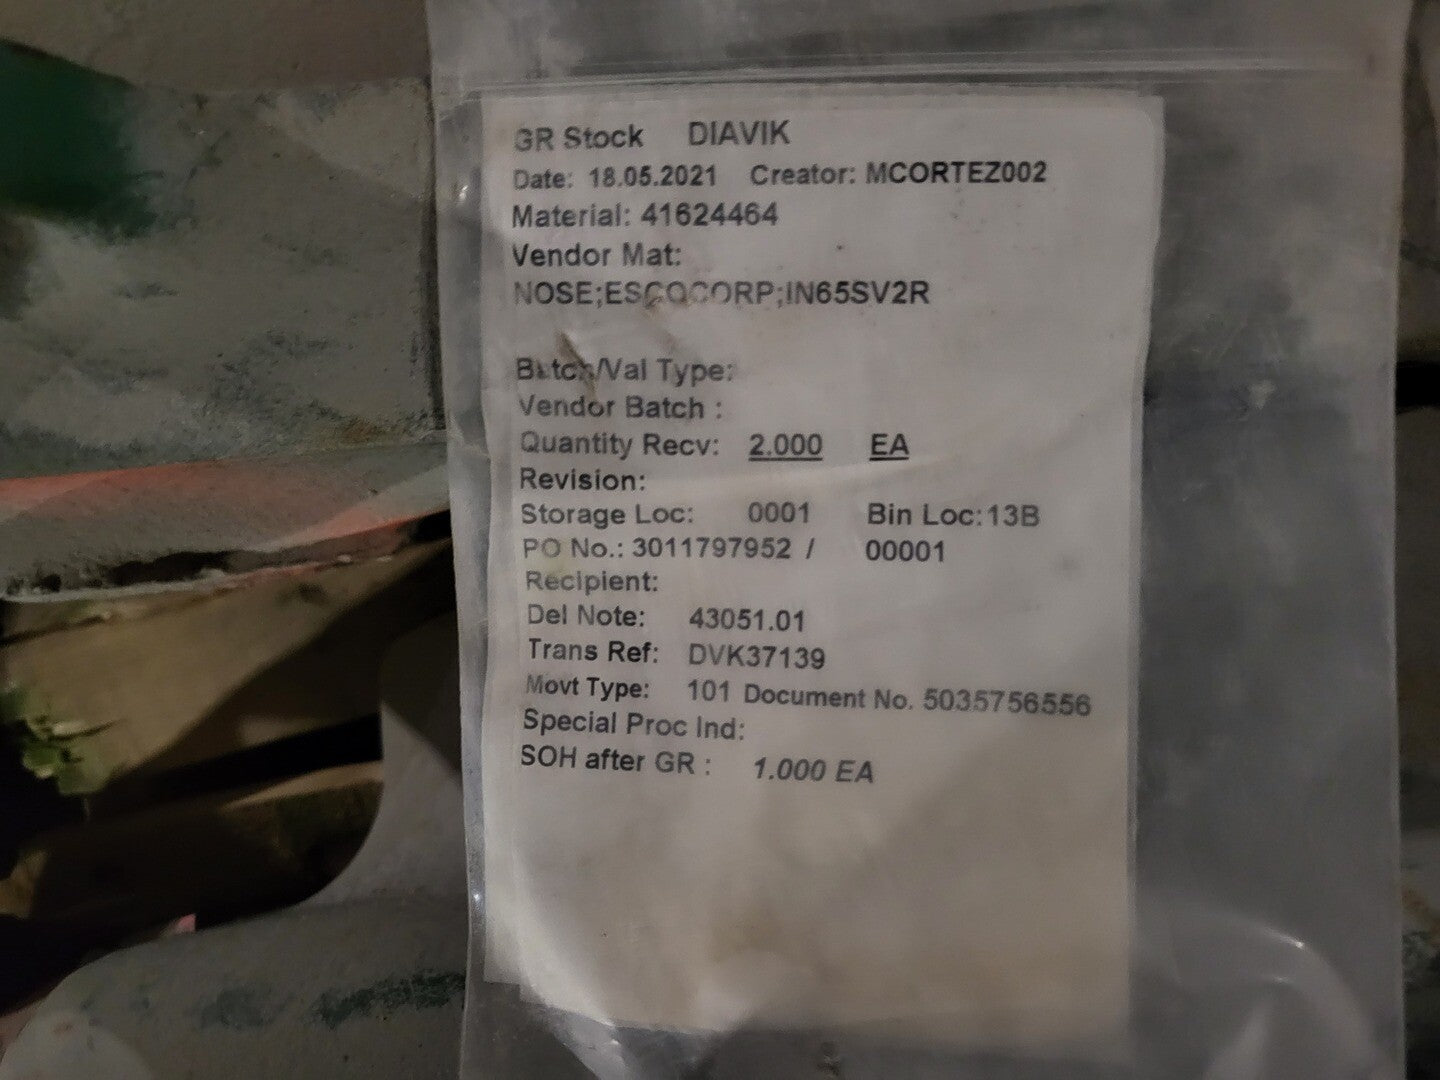 GR Stock DIAVIK
Date: 18.05.2021 Creator: MCORTEZ002
Material: 41624464
Vendor Mat:
NOSE;ESCOCORP;IN65SV2R
Batch/Val Type:
Vendor Batch :
Quantity Recv: 2.000 EA
Revision:
Storage Loc: 0001 Bin Loc:13B
PO No.: 3011797952 / 00001
Recipient:
Del Note: 43051.01
Trans Ref: DVK37139
Movt Type: 101 Document No. 5035756556
Special Proc Ind:
SOH after GR : 1.000 EA